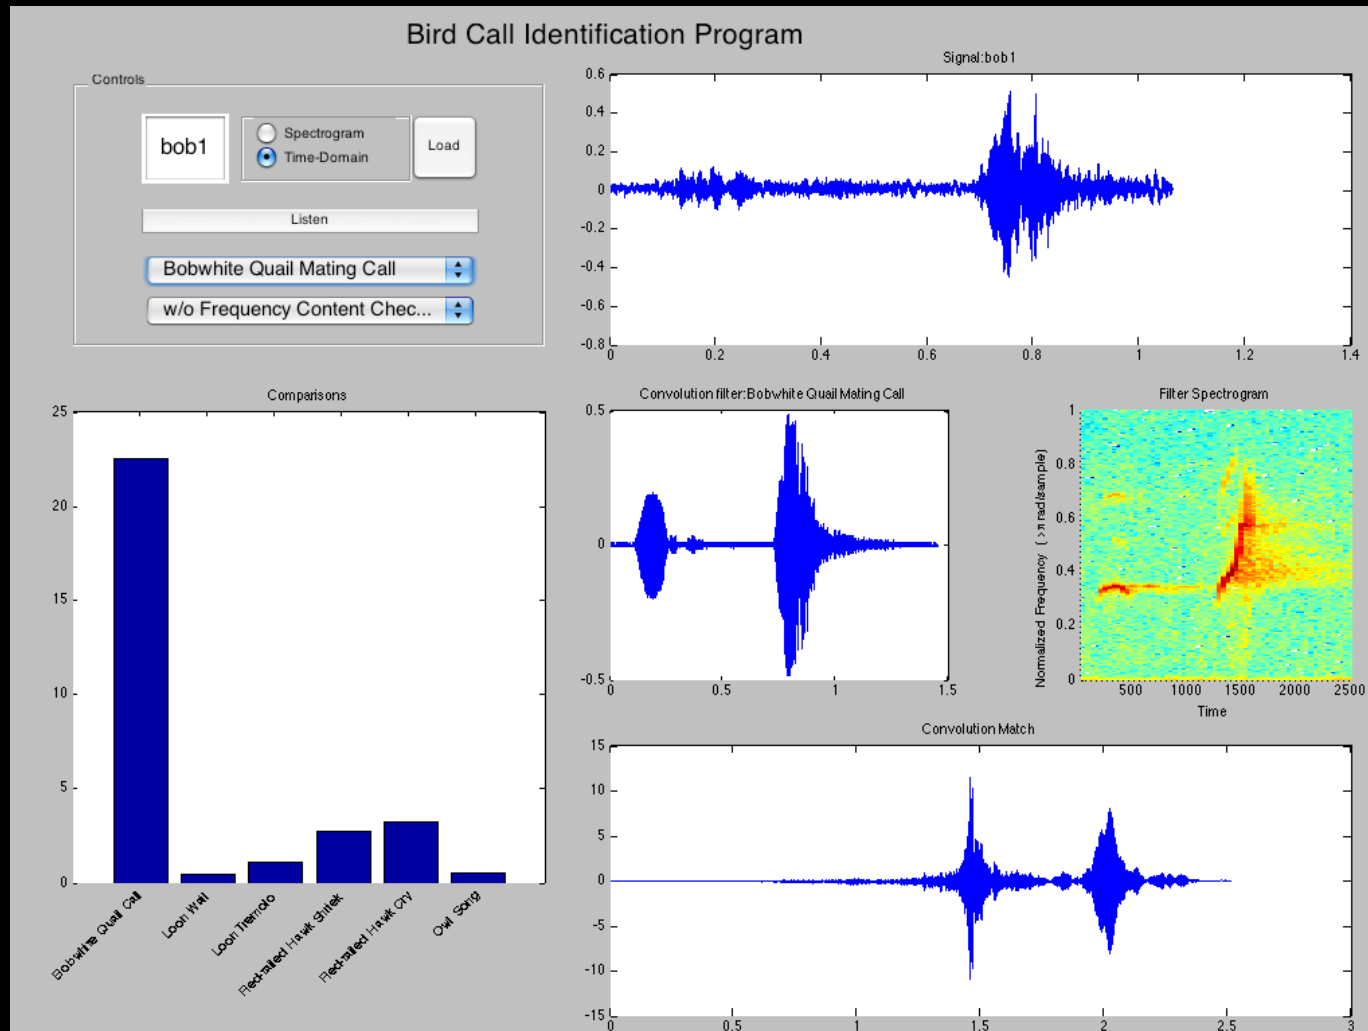 Bird Call Identification Program
Controls
bob1
Spectrogram
Time-Domain
Load
Listen
Bobwhite Quail Mating Call
w/o Frequency Content Chec...
Signal:bob1
0.6
0.4
0.2
0
-0.2
-0.4
-0.6
-0.8
0 0.2 0.4 0.6 0.8 1 1.2 1.4
Comparisons
25
20
15
10
5
0
Bobwhite Quail Call
Loon Wail
Loon Tremolo
Red-tailed Hawk Shriek
Red-tailed Hawk Cry
Owl Song
Convolution filter:Bobwhite Quail Mating Call
0.5
0
-0.5
0 0.5 1 1.5
Filter Spectrogram
Normalized Frequency (>π rad/sample)
1
0.8
0.6
0.4
0.2
0
500 1000 1500 2000 2500
Time
Convolution Match
15
10
5
0
-5
-10
-15
0 0.5 1 1.5 2 2.5 3